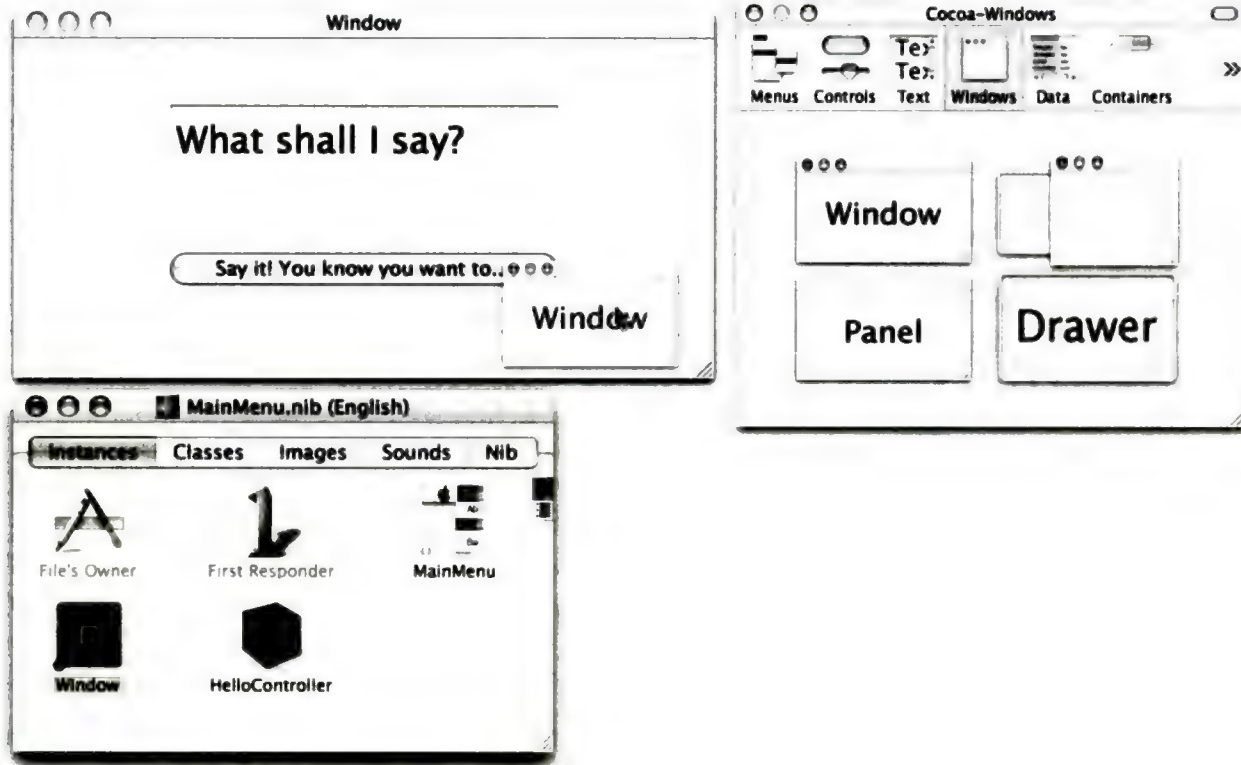 Window
What shall I say?
Say it! You know you want to..
Window
Cocoa-Windows
Menus Controls Text Windows Data Containers
Window
Panel Drawer
MainMenu.nib (English)
Instances Classes Images Sounds Nib
File's Owner First Responder MainMenu
Window HelloController